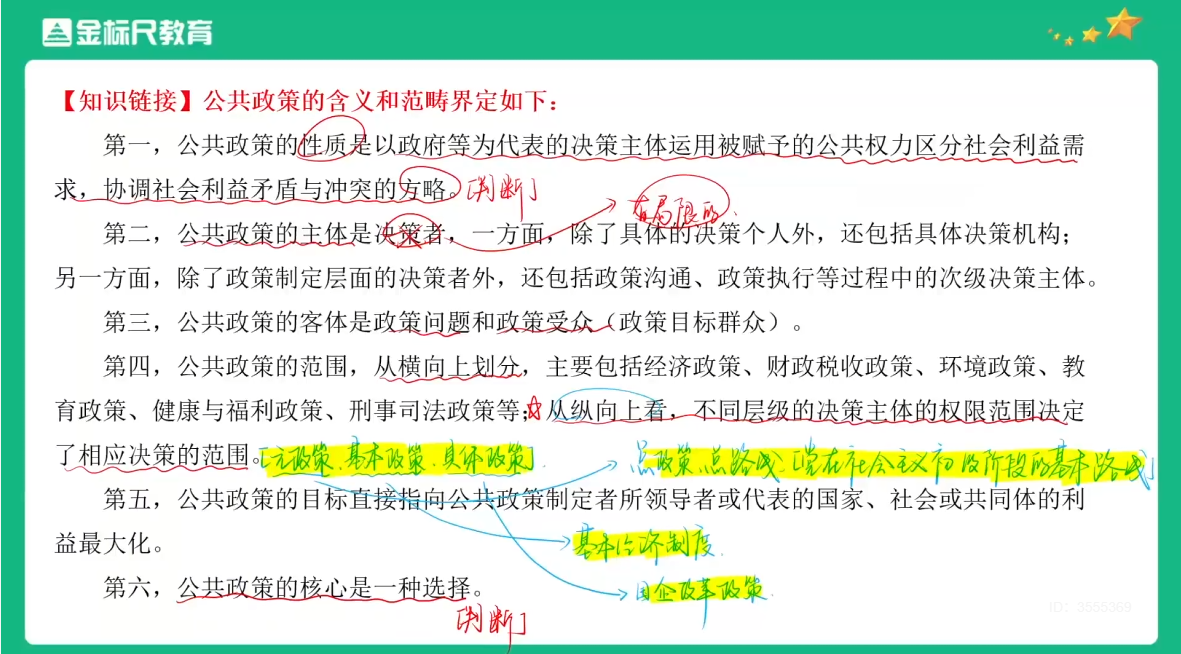 金标尺教育
【知识链接】公共政策的含义和范畴界定如下：
第一，公共政策的性质是以政府等为代表的决策主体运用被赋予的公共权力区分社会利益需
求，协调社会利益矛盾与冲突的方略。[判断]
有局限的.
第二，公共政策的主体是决策者，一方面，除了具体的决策个人外，还包括具体决策机构；
另一方面，除了政策制定层面的决策者外，还包括政策沟通、政策执行等过程中的次级决策主体。
第三，公共政策的客体是政策问题和政策受众（政策目标群众）。
第四，公共政策的范围，从横向上划分，主要包括经济政策、财政税收政策、环境政策、教
育政策、健康与福利政策、刑事司法政策等；从纵向上看，不同层级的决策主体的权限范围决定
了相应决策的范围。[元政策、基本政策、具体政策].
总政策、总路线、[党在社会主义初级阶段的基本路线]
第五，公共政策的目标直接指向公共政策制定者所领导者或代表的国家、社会或共同体的利
益最大化。
基本经济制度.
第六，公共政策的核心是一种选择。
国企改革政策.
[判断]
ID：3555369